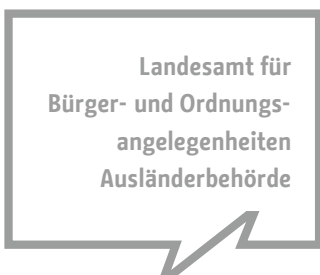 Landesamt für
Bürger- und Ordnungs-
angelegenheiten
Ausländerbehörde